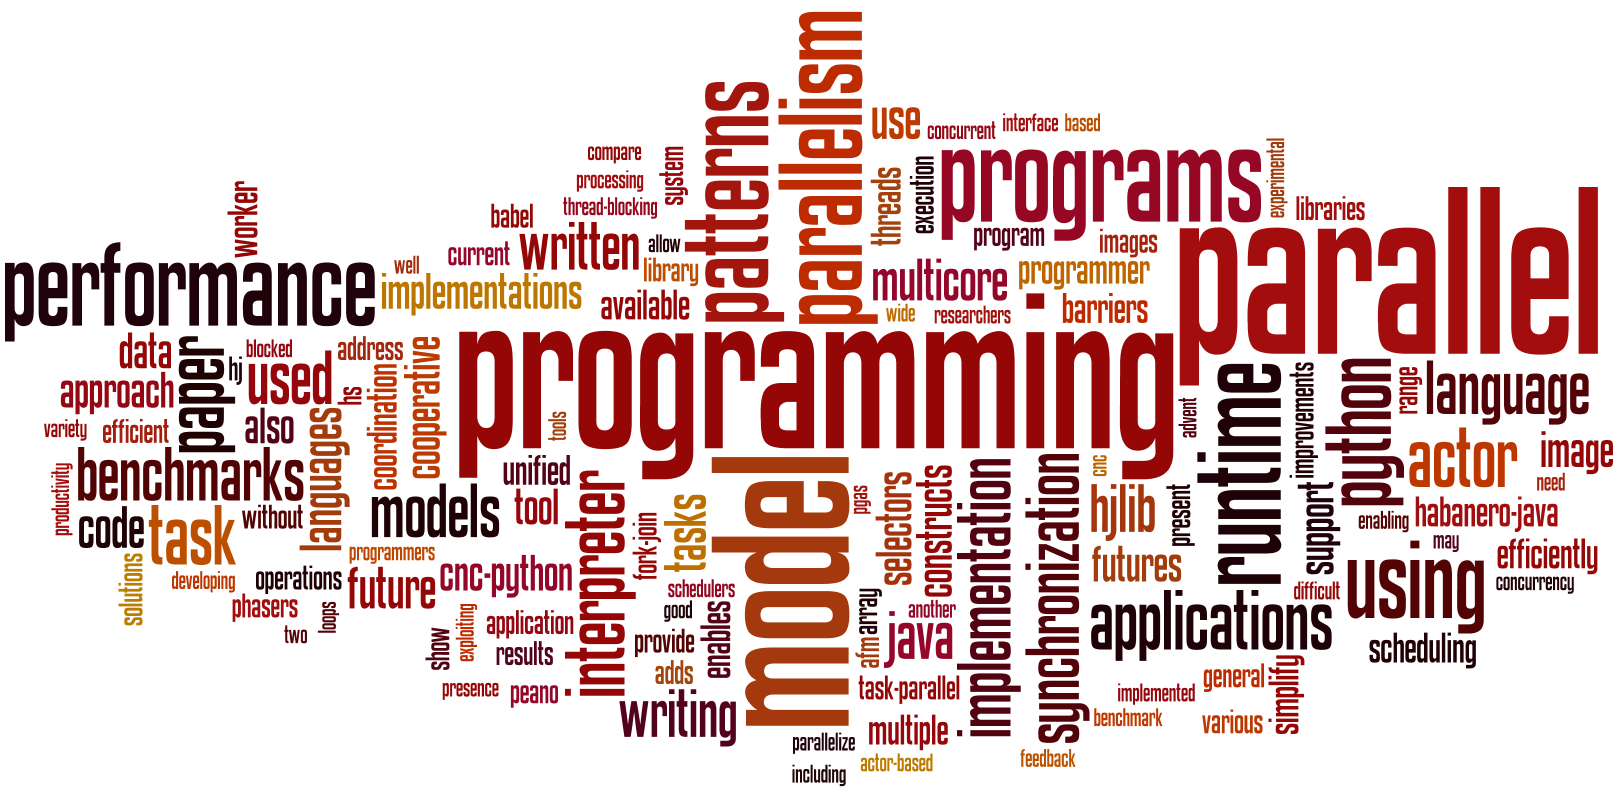 parallelism
patterns
use
concurrent
interface
based
compare
system
processing
thread-blocking
threads
execution
programs
experimental
libraries
worker
babel
current
written
allow
library
program
images
parallel
performance
well
implementations
available
multicore
programmer
wide
researchers
barriers
programming
data
paper
hj
blocked
used
address
hs
coordination
cooperative
approach
variety
efficient
also
languages
tools
advent
runtime
improvements
python
range
language
benchmarks
productivity
code
task
without
models
unified
tool
interpreter
fork-join
tasks
model
pgas
selectors
constructs
implementation
synchronization
cnc
hjlib
present
support
actor
image
need
enabling
habanero-java
may
efficiently
concurrency
solutions
programmers
developing
operations
phasers
loops
two
future
cnc-python
schedulers
good
enables
futures
difficult
using
applications
scheduling
show
exploiting
application
results
provide
adds
presence
peano
writing
array
afm
another
java
task-parallel
multiple
implemented
general
simplify
benchmark
various
parallelize
including
actor-based
feedback